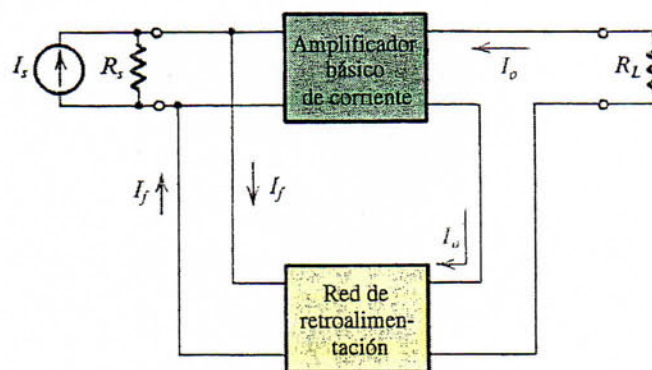 Amplificador
básico
de corriente
I_s
R_s
I_o
R_L
I_f
I_f
I_o
Red de
retroalimen-
tación